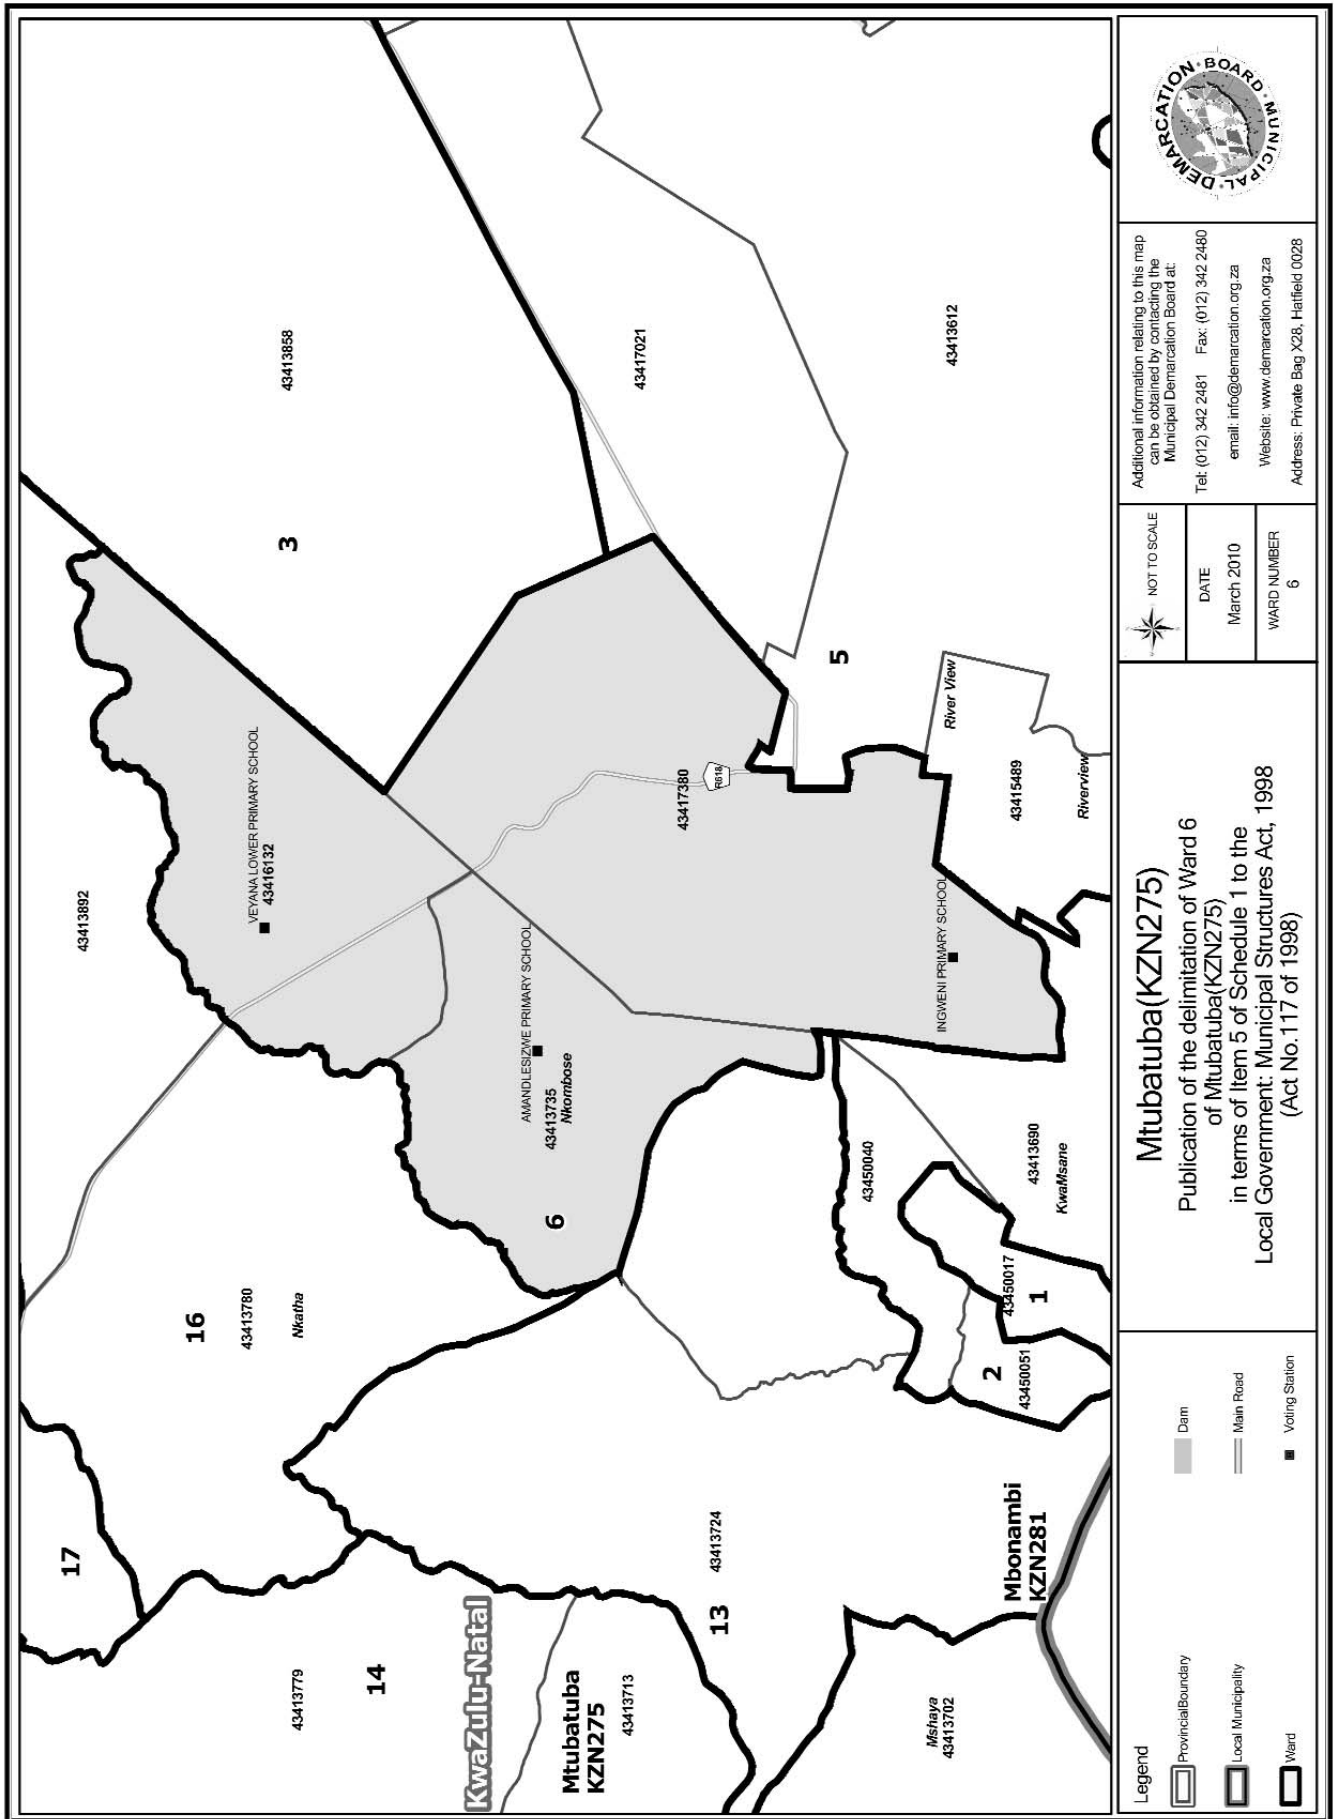 17
16
43413780
Nkatha
43413892
VEYANA LOWER PRIMARY SCHOOL
43416132
3
43413858
43413779
14
KwaZulu-Natal
Mtubatuba
KZN275
43413713
6
AMANDLESIZWE PRIMARY SCHOOL
43413735
Nkombose
43417380
R618
43417021
13
43413724
Mshaya
43413702
Mbonambi
KZN281
43450040
2
43450051
43450017
1
43413690
KwaMsane
INGWENI PRIMARY SCHOOL
5
River View
43415489
Riverview
43413612
Legend
ProvincialBoundary
Local Municipality
Ward
Dam
Main Road
Voting Station
Mtubatuba(KZN275)
Publication of the delimitation of Ward 6
of Mtubatuba(KZN275)
in terms of Item 5 of Schedule 1 to the
Local Government: Municipal Structures Act, 1998
(Act No.117 of 1998)
NOT TO SCALE
DATE
March 2010
WARD NUMBER
6
Additional information relating to this map
can be obtained by contacting the
Municipal Demarcation Board at:
Tel: (012) 342 2481 Fax: (012) 342 2480
email: info@demarcation.org.za
Website: www.demarcation.org.za
Address: Private Bag X28, Hatfield 0028
MUNICIPAL · DEMARCATION · BOARD ·